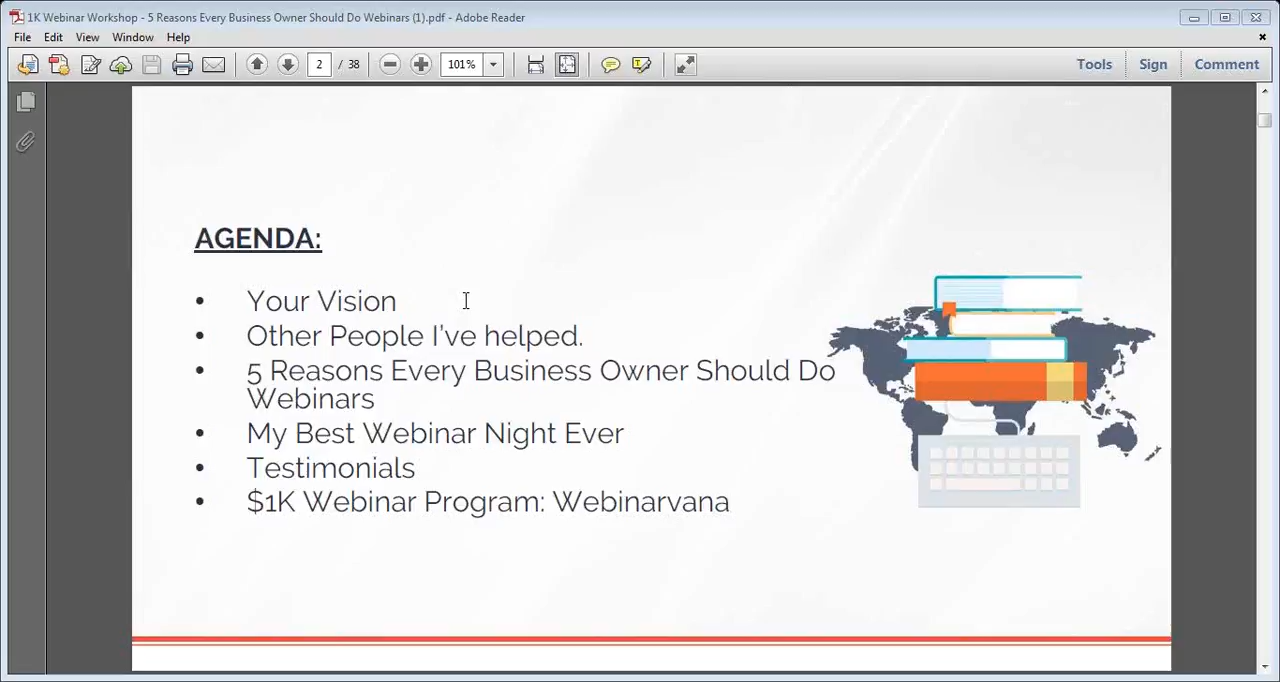 1K Webinar Workshop - 5 Reasons Every Business Owner Should Do Webinars (1).pdf - Adobe Reader
File Edit View Window Help
2 / 38 101% Tools Sign Comment
AGENDA:
• Your Vision
• Other People I've helped.
• 5 Reasons Every Business Owner Should Do
Webinars
• My Best Webinar Night Ever
• Testimonials
• $1K Webinar Program: Webinarvana